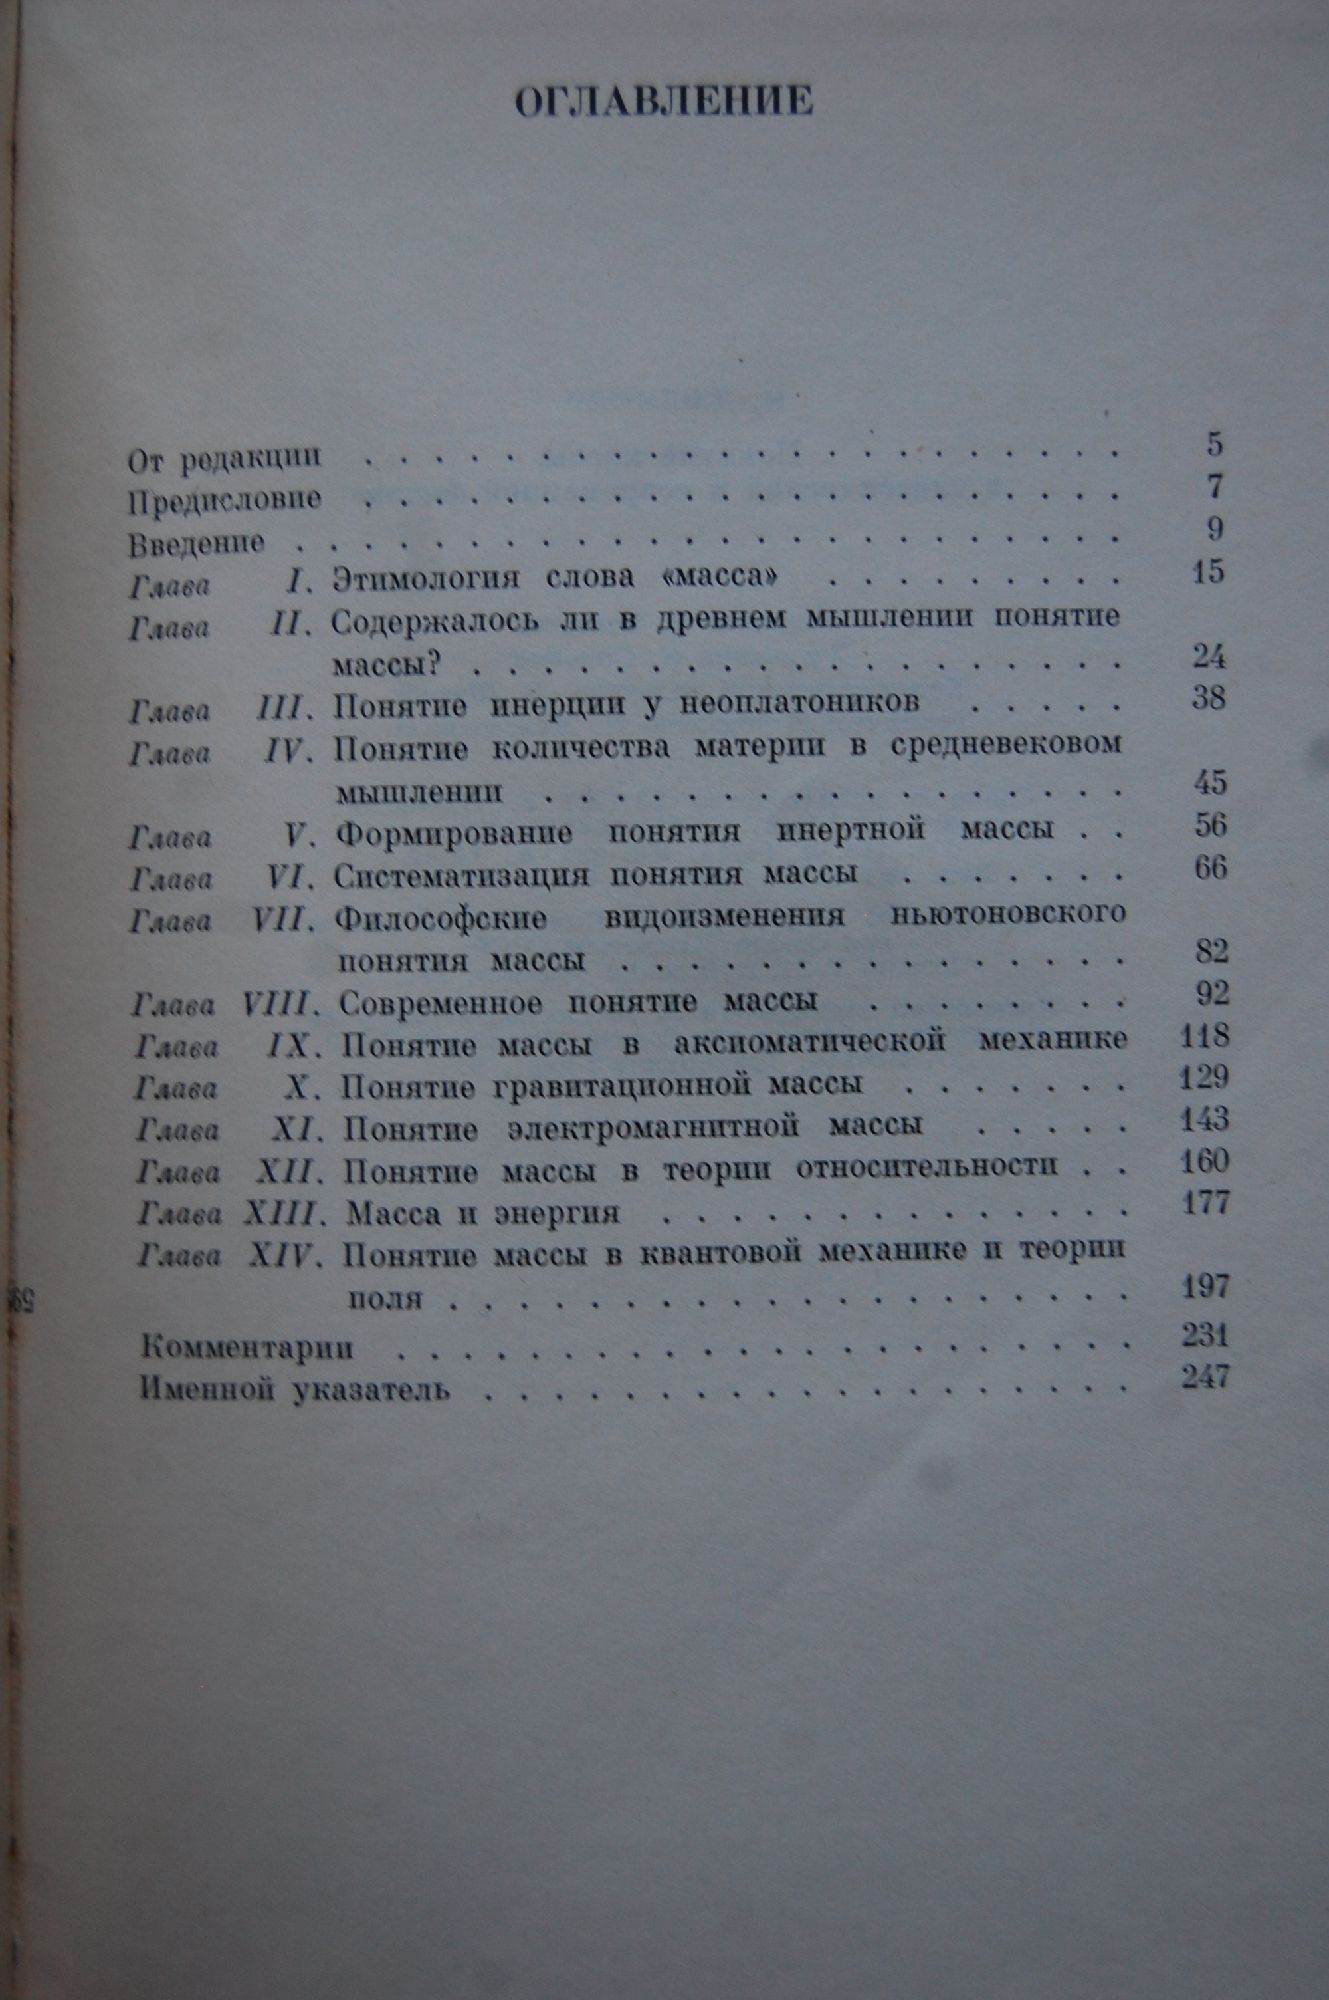 ОГЛАВЛЕНИЕ
От редакции . . . . . . . . . . . . . . . . . . . . 5
Предисловие . . . . . . . . . . . . . . . . . . . . 7
Введение . . . . . . . . . . . . . . . . . . . . . . 9
Глава I. Этимология слова «масса» . . . . . . . . . 15
Глава II. Содержалось ли в древнем мышлении понятие
массы? . . . . . . . . . . . . . . . . . . 24
Глава III. Понятие инерции у неоплатоников . . . . . 38
Глава IV. Понятие количества материи в средневековом
мышлении . . . . . . . . . . . . . . . . 45
Глава V. Формирование понятия инертной массы . . 56
Глава VI. Систематизация понятия массы . . . . . . . 66
Глава VII. Философские видоизменения ньютоновского
понятия массы . . . . . . . . . . . . . . 82
Глава VIII. Современное понятие массы . . . . . . . . 92
Глава IX. Понятие массы в аксиоматической механике 118
Глава X. Понятие гравитационной массы . . . . . . . 129
Глава XI. Понятие электромагнитной массы . . . . . 143
Глава XII. Понятие массы в теории относительности . . 160
Глава XIII. Масса и энергия . . . . . . . . . . . . . 177
Глава XIV. Понятие массы в квантовой механике и теории
поля . . . . . . . . . . . . . . . . . . . 197
Комментарии . . . . . . . . . . . . . . . . . . . . 231
Именной указатель . . . . . . . . . . . . . . . . . 247